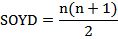 SOYD = n(n + 1)
2